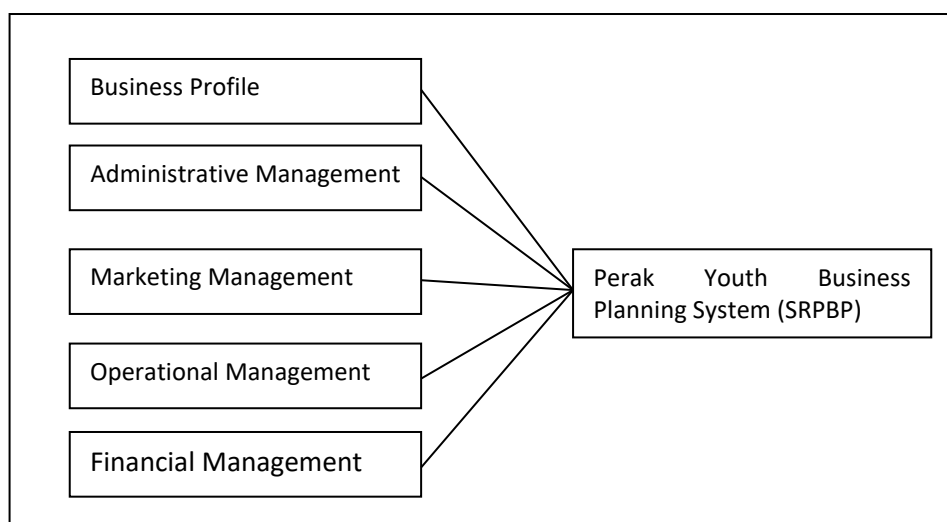 Business Profile
Administrative Management
Marketing Management
Perak Youth Business
Planning System (SRPBP)
Operational Management
Financial Management